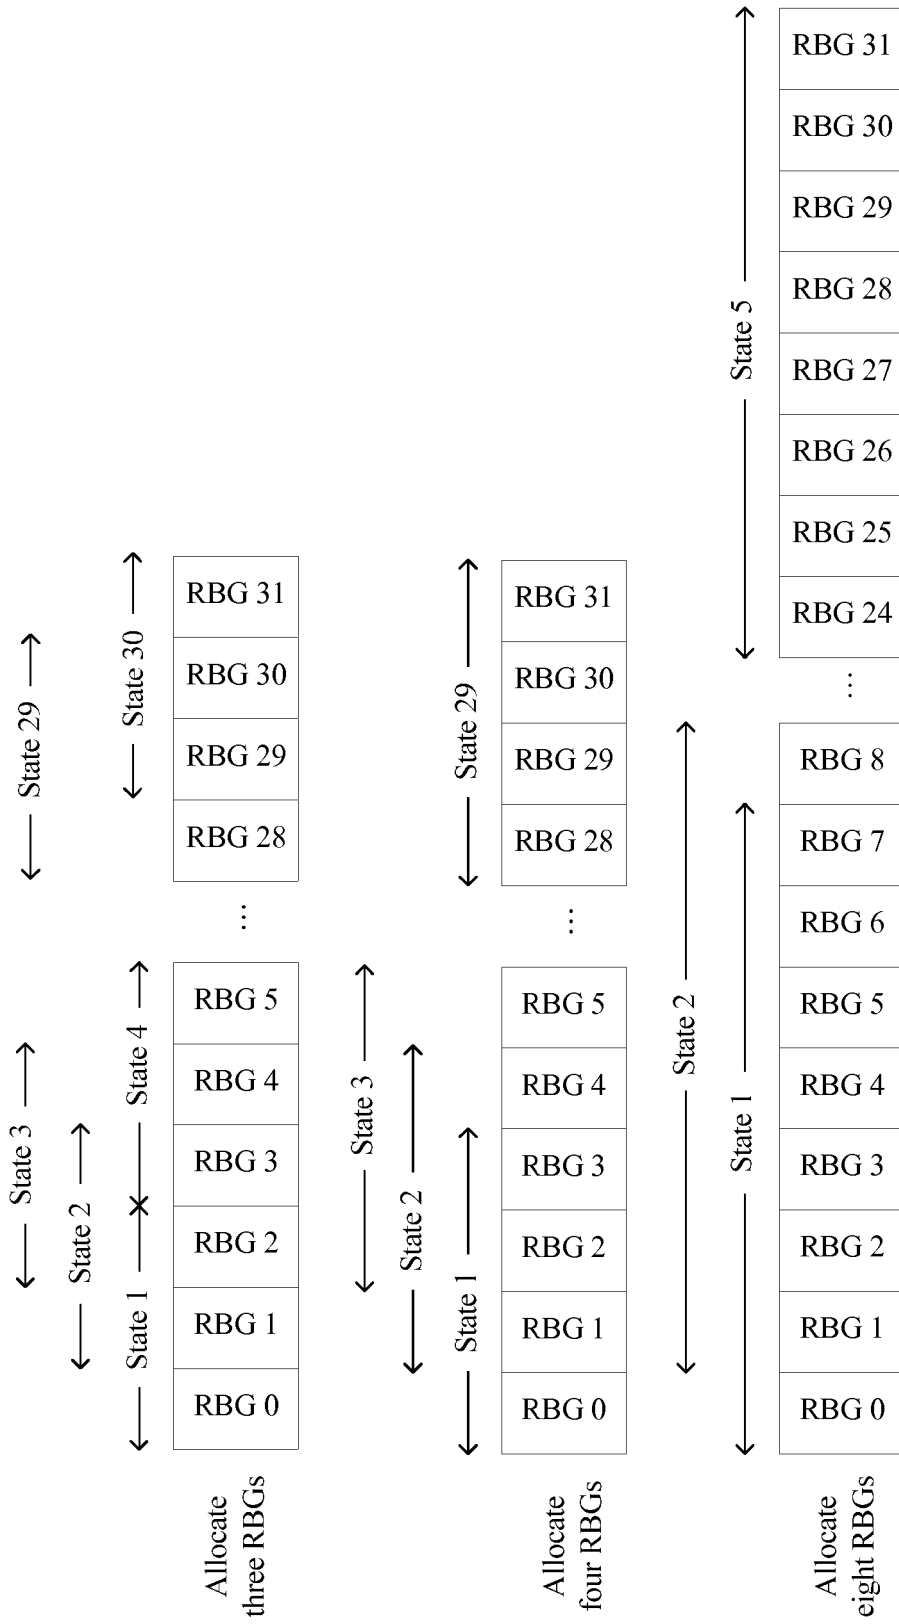 State 29
State 3
State 2
State 30
State 4
State 1
RBG 31
RBG 30
RBG 29
RBG 28
...
RBG 5
RBG 4
RBG 3
RBG 2
RBG 1
RBG 0
Allocate
three RBGs
State 3
State 2
State 29
State 1
RBG 31
RBG 30
RBG 29
RBG 28
...
RBG 5
RBG 4
RBG 3
RBG 2
RBG 1
RBG 0
Allocate
four RBGs
State 2
State 5
State 1
RBG 31
RBG 30
RBG 29
RBG 28
RBG 27
RBG 26
RBG 25
RBG 24
...
RBG 8
RBG 7
RBG 6
RBG 5
RBG 4
RBG 3
RBG 2
RBG 1
RBG 0
Allocate
eight RBGs